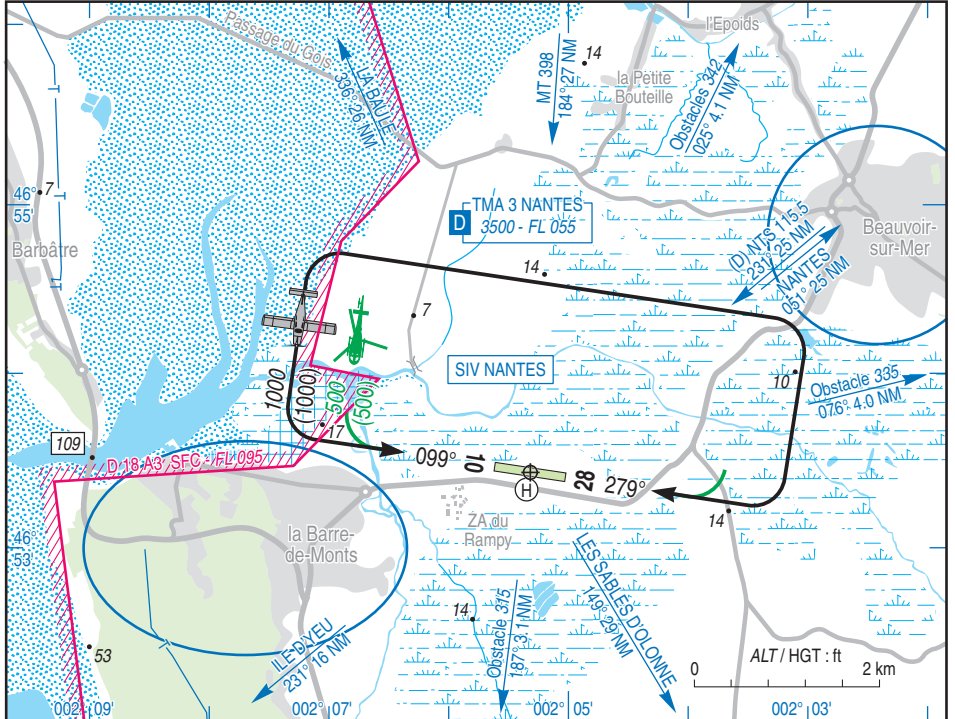 Passage du Gois
LA BAULE
336° 26 NM
14
MT 398
184° 27 NM
l'Epoids
la Petite
Bouteille
Obstacles 342
025° 4.1 NM
7
46°
55'
Barbâtre
D
TMA 3 NANTES
3500 - FL 055
(D) NTS 115.5
231° 25 NM
NANTES
051° 25 NM
Beauvoir-
sur-Mer
14
7
SIV NANTES
10
Obstacle 335
076° 4.0 NM
1000
(1000)
500
(500)
17
109
D 18 A3 SFC - FL 095
099°
10
H
28
279°
14
ZA du
Rampy
la Barre-
de-Monts
46°
53'
LES SABLES D'OLONNE
149° 29 NM
14
Obstacle 315
187° 3.1 NM
ILE D'YEU
231° 16 NM
53
ALT / HGT : ft
0
2 km
002° 09'
002° 07'
002° 05'
002° 03'